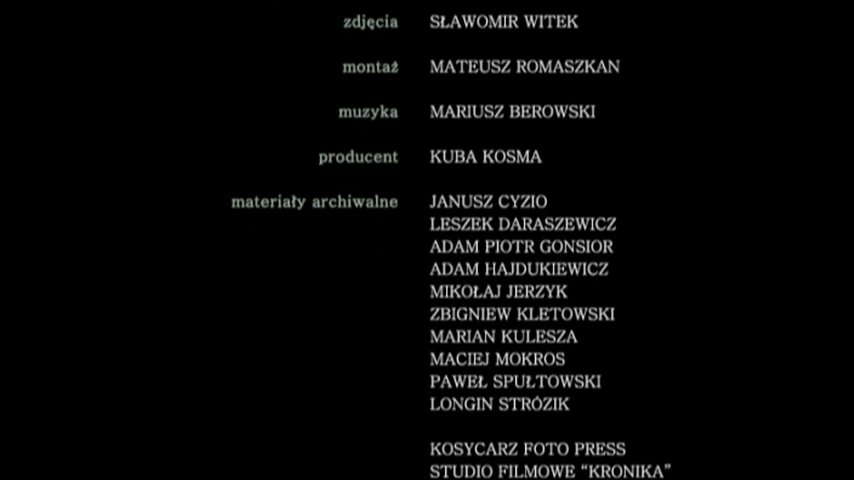 zdjęcia SŁAWOMIR WITEK
montaż MATEUSZ ROMASZKAN
muzyka MARIUSZ BEROWSKI
producent KUBA KOSMA
materiały archiwalne JANUSZ CYZIO
LESZEK DARASZEWICZ
ADAM PIOTR GONSIOR
ADAM HAJDUKIEWICZ
MIKOŁAJ JERZYK
ZBIGNIEW KLETOWSKI
MARIAN KULESZA
MACIEJ MOKROS
PAWEŁ SPUŁTOWSKI
LONGIN STRÓZIK
KOSYCARZ FOTO PRESS
STUDIO FILMOWE “KRONIKA”